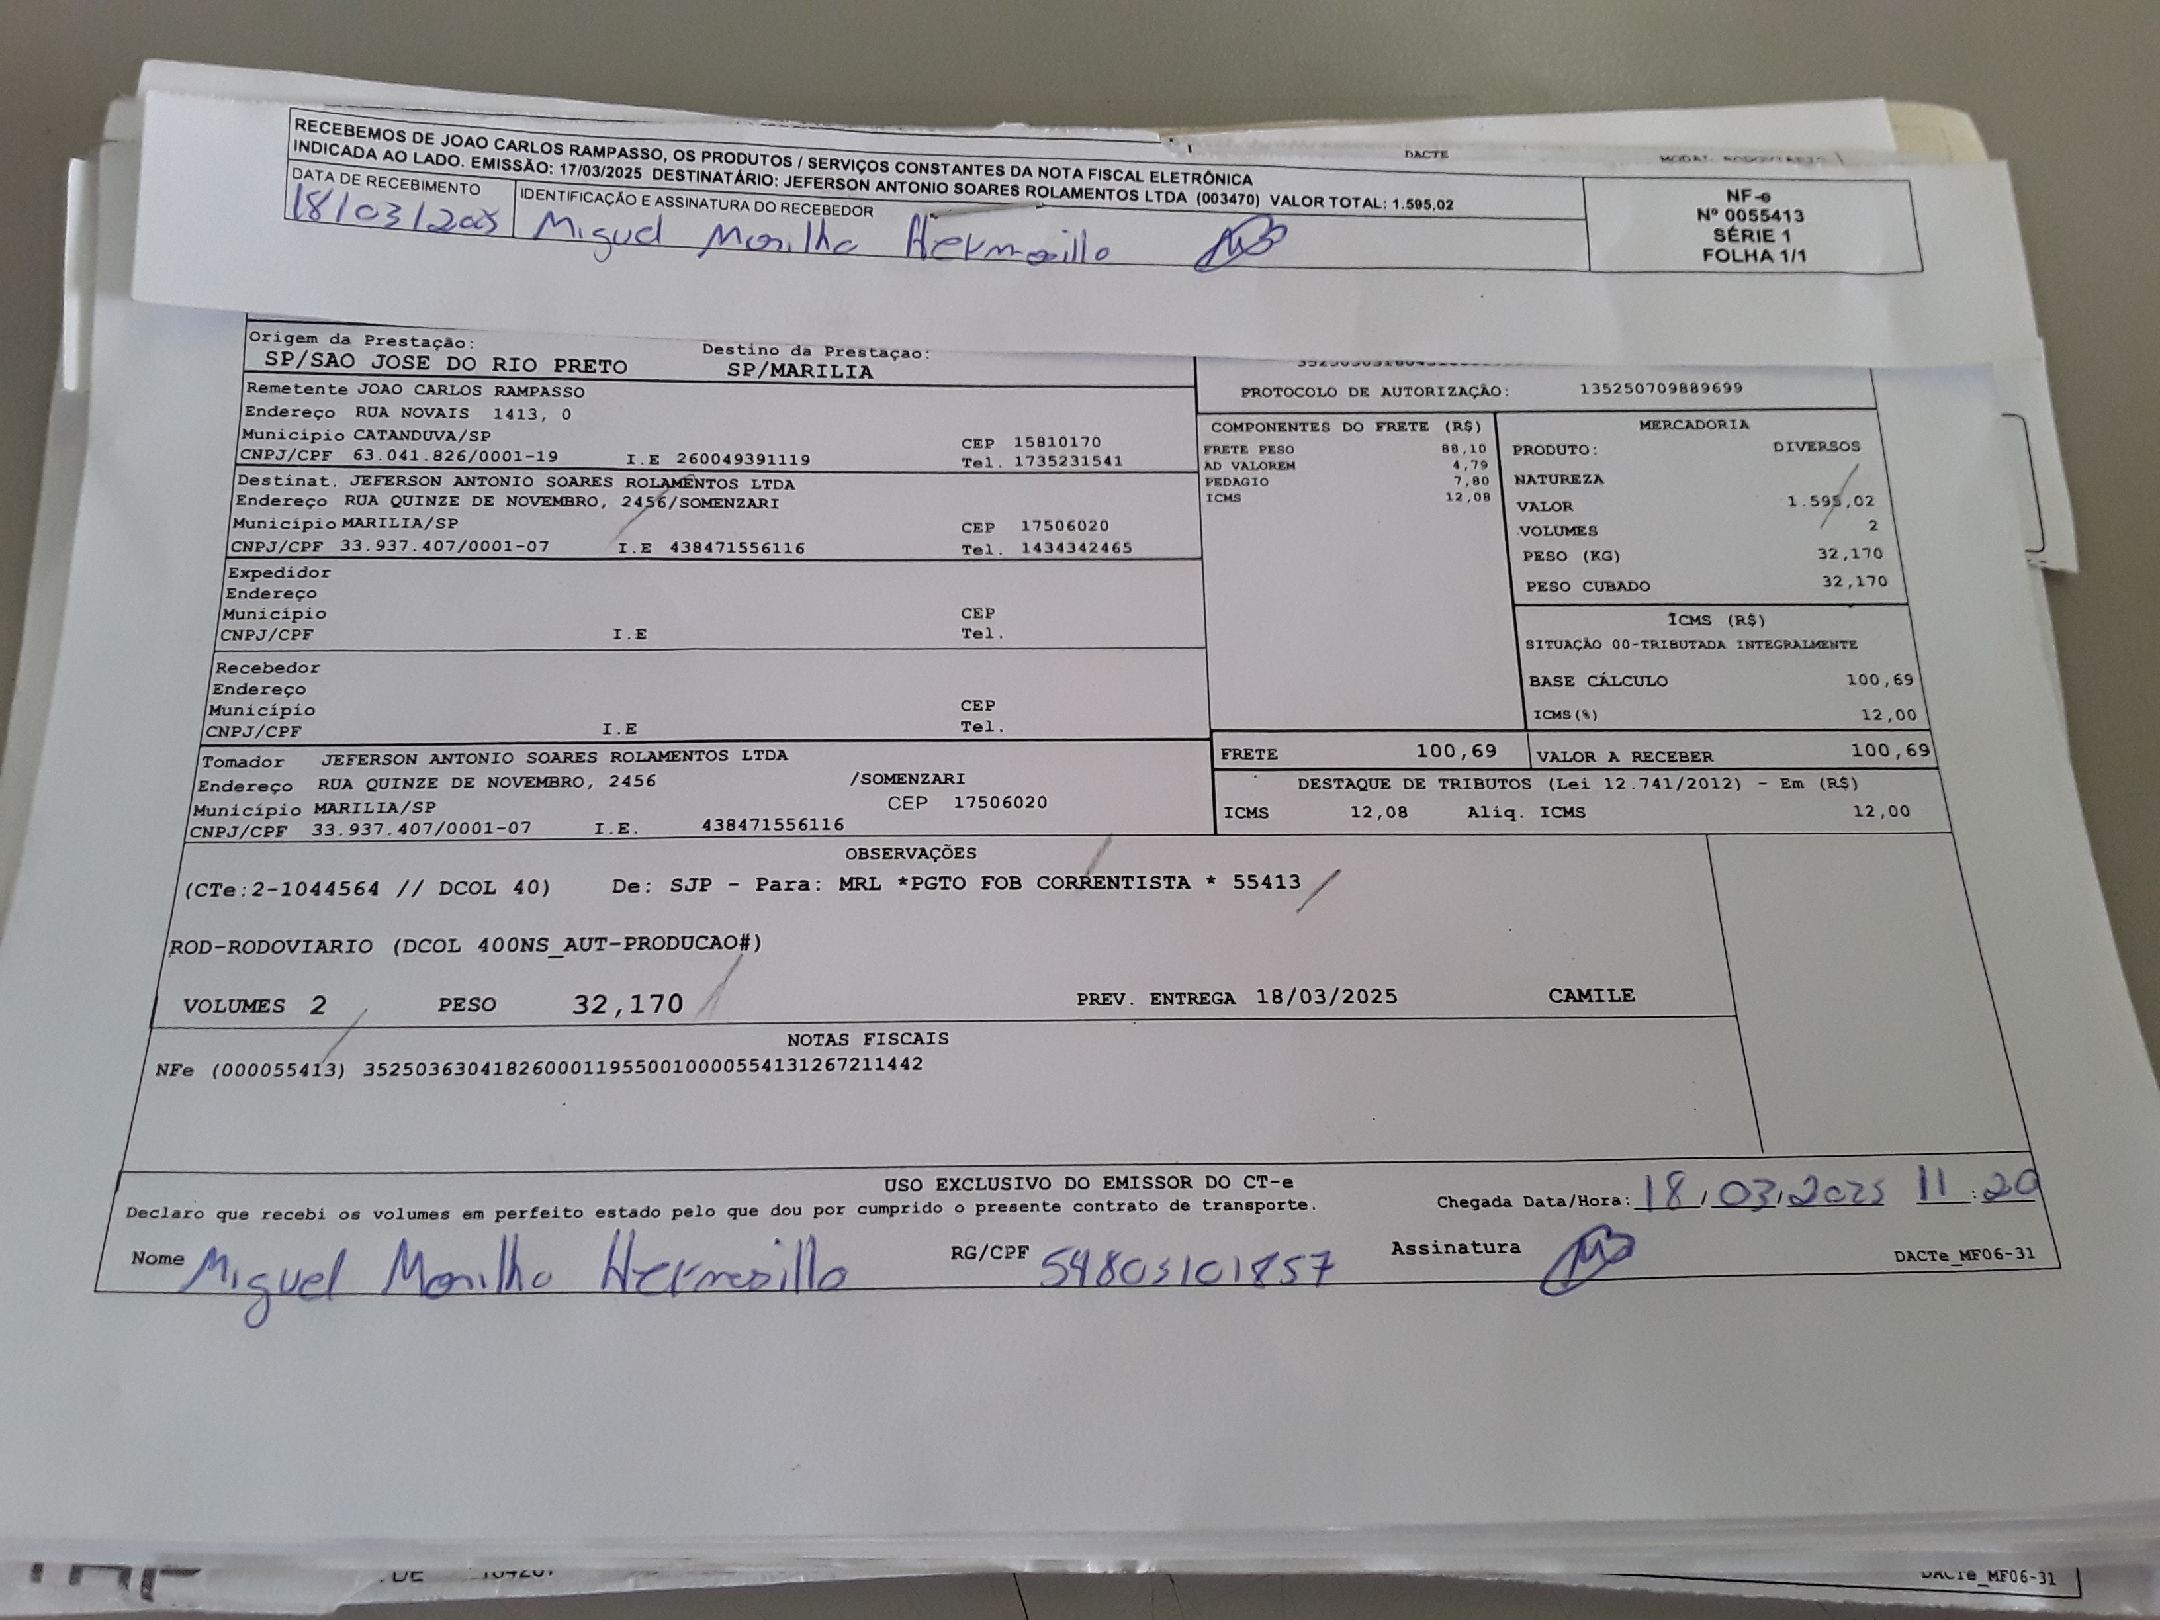 DACTE
RECEBEMOS DE JOAO CARLOS RAMPASSO, OS PRODUTOS / SERVIÇOS CONSTANTES DA NOTA FISCAL ELETRÔNICA
INDICADA AO LADO. EMISSÃO: 17/03/2025 DESTINATÁRIO: JEFERSON ANTONIO SOARES ROLAMENTOS LTDA (003470) VALOR TOTAL: 1.595,02
DATA DE RECEBIMENTO
18/03/2025
IDENTIFICAÇÃO E ASSINATURA DO RECEBEDOR
Miguel Morilho Hermosillo
NF-e
Nº 0055413
SÉRIE 1
FOLHA 1/1
Origem da Prestação:
SP/SAO JOSE DO RIO PRETO
Destino da Prestaçao:
SP/MARILIA
Remetente JOAO CARLOS RAMPASSO
Endereço RUA NOVAIS 1413, 0
Município CATANDUVA/SP CEP 15810170
CNPJ/CPF 63.041.826/0001-19 I.E 260049391119 Tel. 1735231541
Destinat. JEFERSON ANTONIO SOARES ROLAMENTOS LTDA
Endereço RUA QUINZE DE NOVEMBRO, 2456/SOMENZARI
Município MARILIA/SP CEP 17506020
CNPJ/CPF 33.937.407/0001-07 I.E 438471556116 Tel. 1434342465
Expedidor
Endereço
Município CEP
CNPJ/CPF I.E Tel.
Recebedor
Endereço
Município CEP
CNPJ/CPF I.E Tel.
Tomador JEFERSON ANTONIO SOARES ROLAMENTOS LTDA
Endereço RUA QUINZE DE NOVEMBRO, 2456 /SOMENZARI
Município MARILIA/SP CEP 17506020
CNPJ/CPF 33.937.407/0001-07 I.E. 438471556116
PROTOCOLO DE AUTORIZAÇÃO: 135250709889699
COMPONENTES DO FRETE (R$)
FRETE PESO 88,10
AD VALOREM 4,79
PEDAGIO 7,80
ICMS 12,08
MERCADORIA
PRODUTO: DIVERSOS
NATUREZA
VALOR 1.595,02
VOLUMES 2
PESO (KG) 32,170
PESO CUBADO 32,170
ICMS (R$)
SITUAÇÃO 00-TRIBUTADA INTEGRALMENTE
BASE CÁLCULO 100,69
ICMS(%) 12,00
FRETE 100,69 VALOR A RECEBER 100,69
DESTAQUE DE TRIBUTOS (Lei 12.741/2012) - Em (R$)
ICMS 12,08 Aliq. ICMS 12,00
OBSERVAÇÕES
(CTe:2-1044564 // DCOL 40) De: SJP - Para: MRL *PGTO FOB CORRENTISTA * 55413
ROD-RODOVIARIO (DCOL 400NS_AUT-PRODUCAO#)
VOLUMES 2 PESO 32,170 PREV. ENTREGA 18/03/2025 CAMILE
NOTAS FISCAIS
NFe (000055413) 35250363041826000119550010000554131267211442
USO EXCLUSIVO DO EMISSOR DO CT-e
Declaro que recebi os volumes em perfeito estado pelo que dou por cumprido o presente contrato de transporte.
Chegada Data/Hora: 18/03/2025 11:20
Nome Miguel Morilho Hermosillo RG/CPF 54803101857 Assinatura
DACTe_MF06-31
DACTe_MF06-31